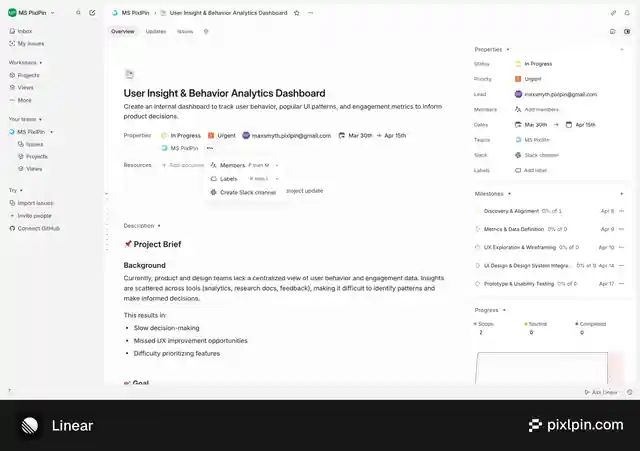 MS PixlPin
Inbox
My issues
Workspace
Projects
Views
More
Your teams
MS PixlPin
Issues
Projects
Views
Try
Import issues
Invite people
Connect GitHub
MS PixlPin › User Insight & Behavior Analytics Dashboard
Overview Updates Issues
User Insight & Behavior Analytics Dashboard
Create an internal dashboard to track user behavior, popular UI patterns, and engagement metrics to inform
product decisions.
Properties In Progress Urgent maxsmyth.pixlpin@gmail.com Mar 30th → Apr 15th
MS PixlPin
Resources + Add document
Members P then M
Labels
Create Slack channel
project update
Description
📌 Project Brief
Background
Currently, product and design teams lack a centralized view of user behavior and engagement data. Insights
are scattered across tools (analytics, research docs, feedback), making it difficult to identify patterns and
make informed decisions.
This results in:
• Slow decision-making
• Missed UX improvement opportunities
• Difficulty prioritizing features
Goal
Properties
Status In Progress
Priority Urgent
Lead maxsmyth.pixlpin@gmail.com
Members Add members
Dates Mar 30th → Apr 15th
Teams MS PixlPin
Slack Slack channel
Labels Add label
Milestones +
Discovery & Alignment 0% of 1 Apr 8
Metrics & Data Definition 0% of 0 Apr 9
UX Exploration & Wireframing 0% of 0 Apr 10
UI Design & Design System Integra... 0% of 0 Apr 14
Prototype & Usability Testing 0% of 0 Apr 17
Progress
Scope Started Completed
2 0 0
Ask Linear
Linear
pixlpin.com